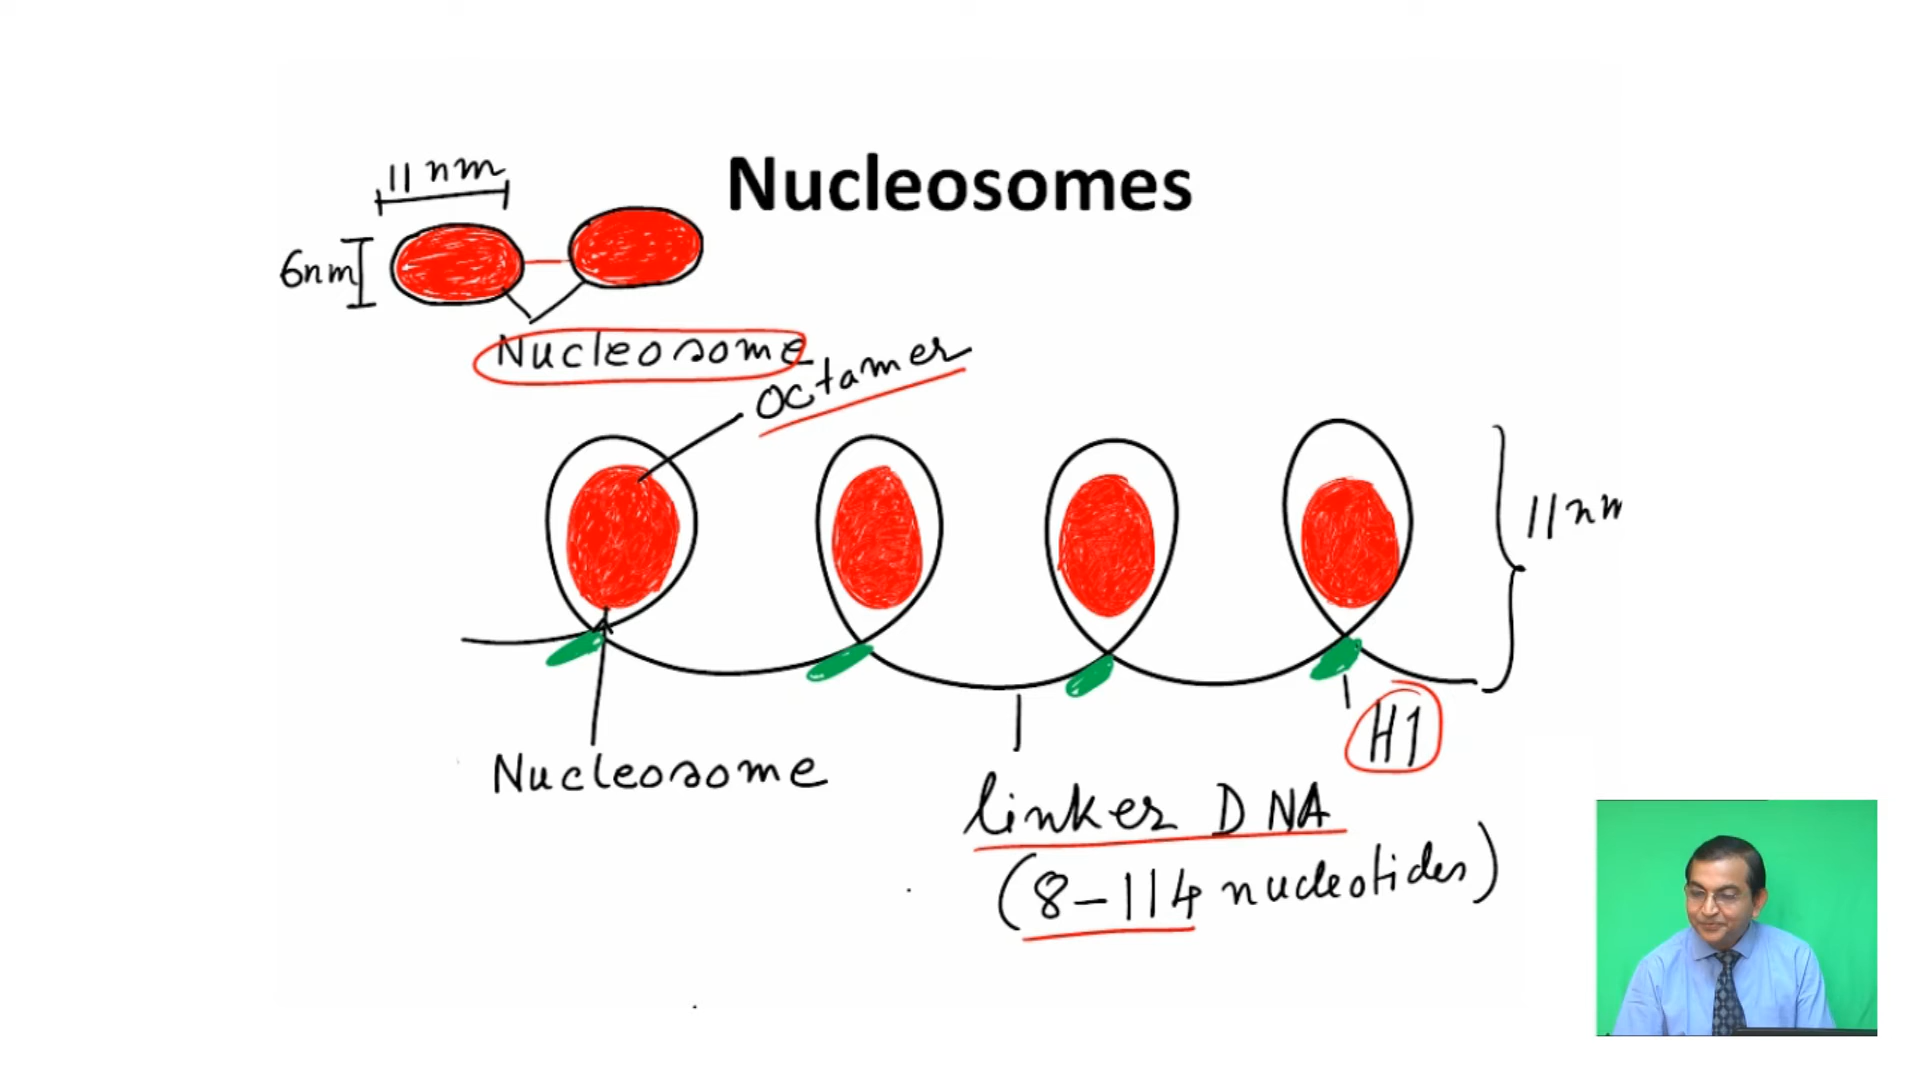 Nucleosomes
11 nm
6nm
Nucleosome
octamer
11 nm
H1
Nucleosome
linker DNA
(8-114 nucleotides)